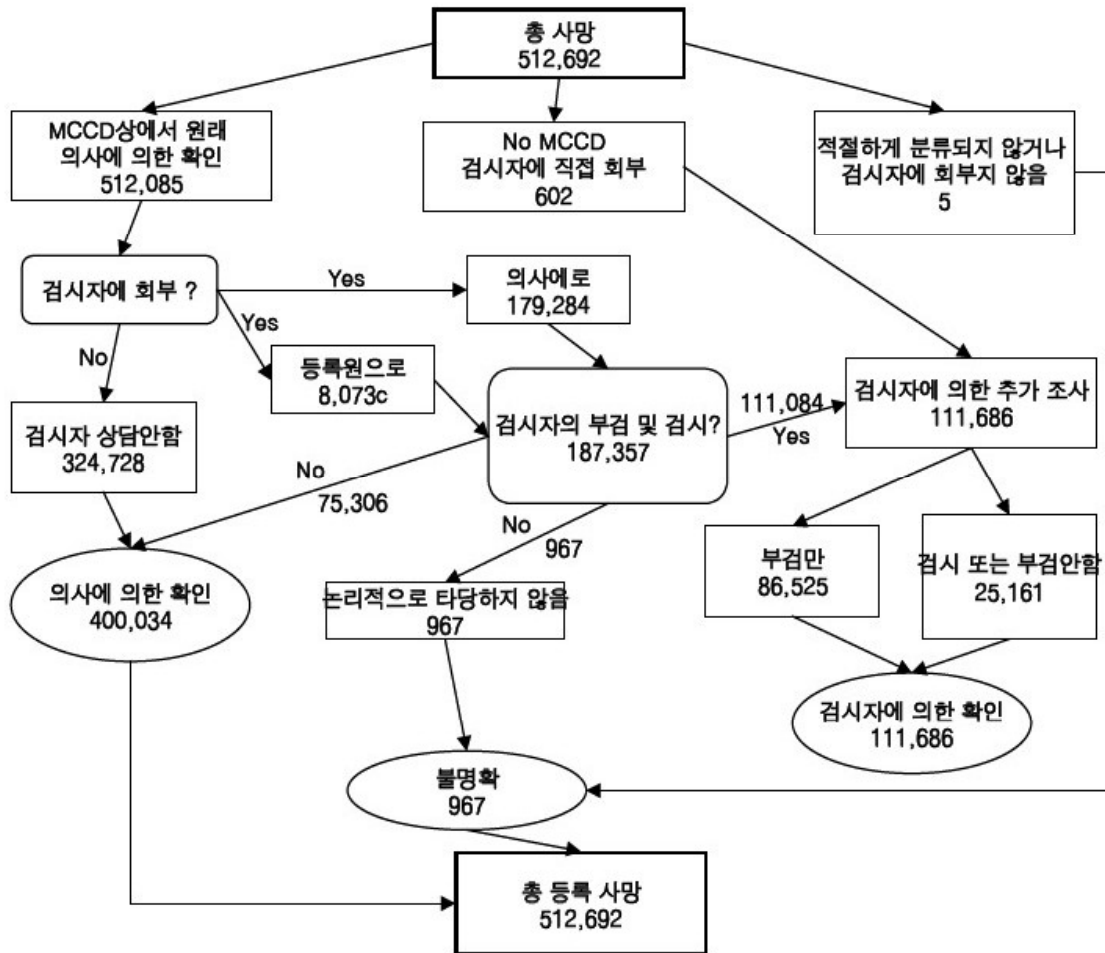 총 사망
512,692
MCCD상에서 원래
의사에 의한 확인
512,085
No MCCD
검시자에 직접 회부
602
적절하게 분류되지 않거나
검시자에 회부지 않음
5
검시자에 회부 ?
Yes
의사에로
179,284
Yes
No
등록원으로
8,073c
검시자의 부검 및 검시?
187,357
111,084
Yes
검시자에 의한 추가 조사
111,686
검시자 상담안함
324,728
No
75,306
No
967
부검만
86,525
검시 또는 부검안함
25,161
의사에 의한 확인
400,034
논리적으로 타당하지 않음
967
검시자에 의한 확인
111,686
불명확
967
총 등록 사망
512,692